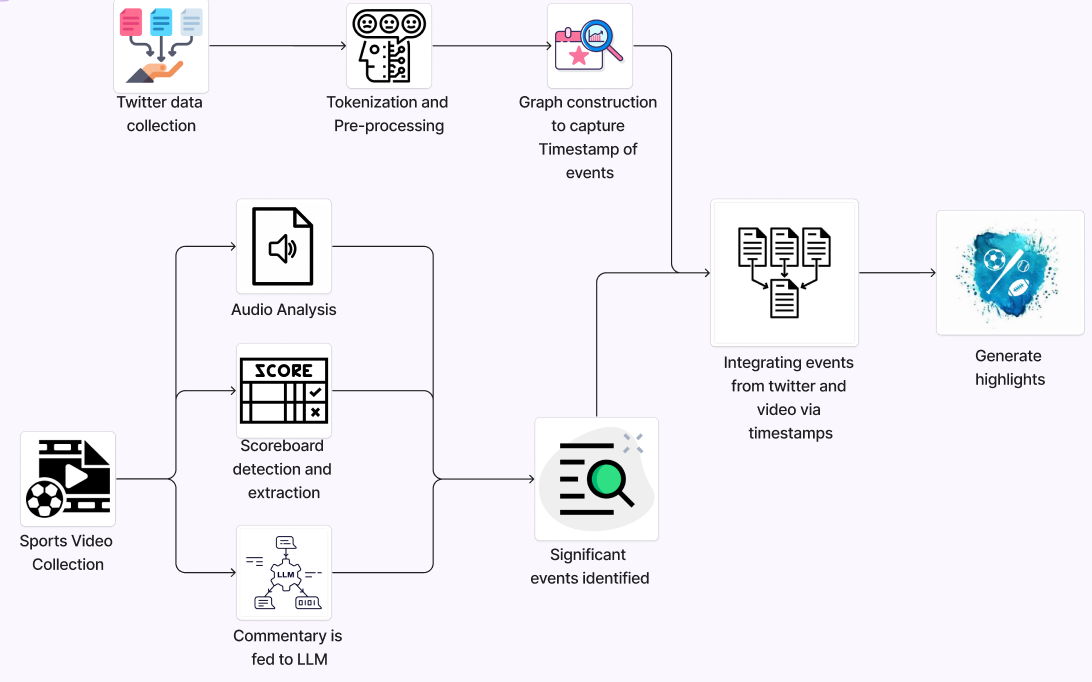 Twitter data
collection
Tokenization and
Pre-processing
Graph construction
to capture
Timestamp of
events
Audio Analysis
SCORE
Scoreboard
detection and
extraction
Sports Video
Collection
LLM
0101
Commentary is
fed to LLM
Significant
events identified
Integrating events
from twitter and
video via
timestamps
Generate
highlights